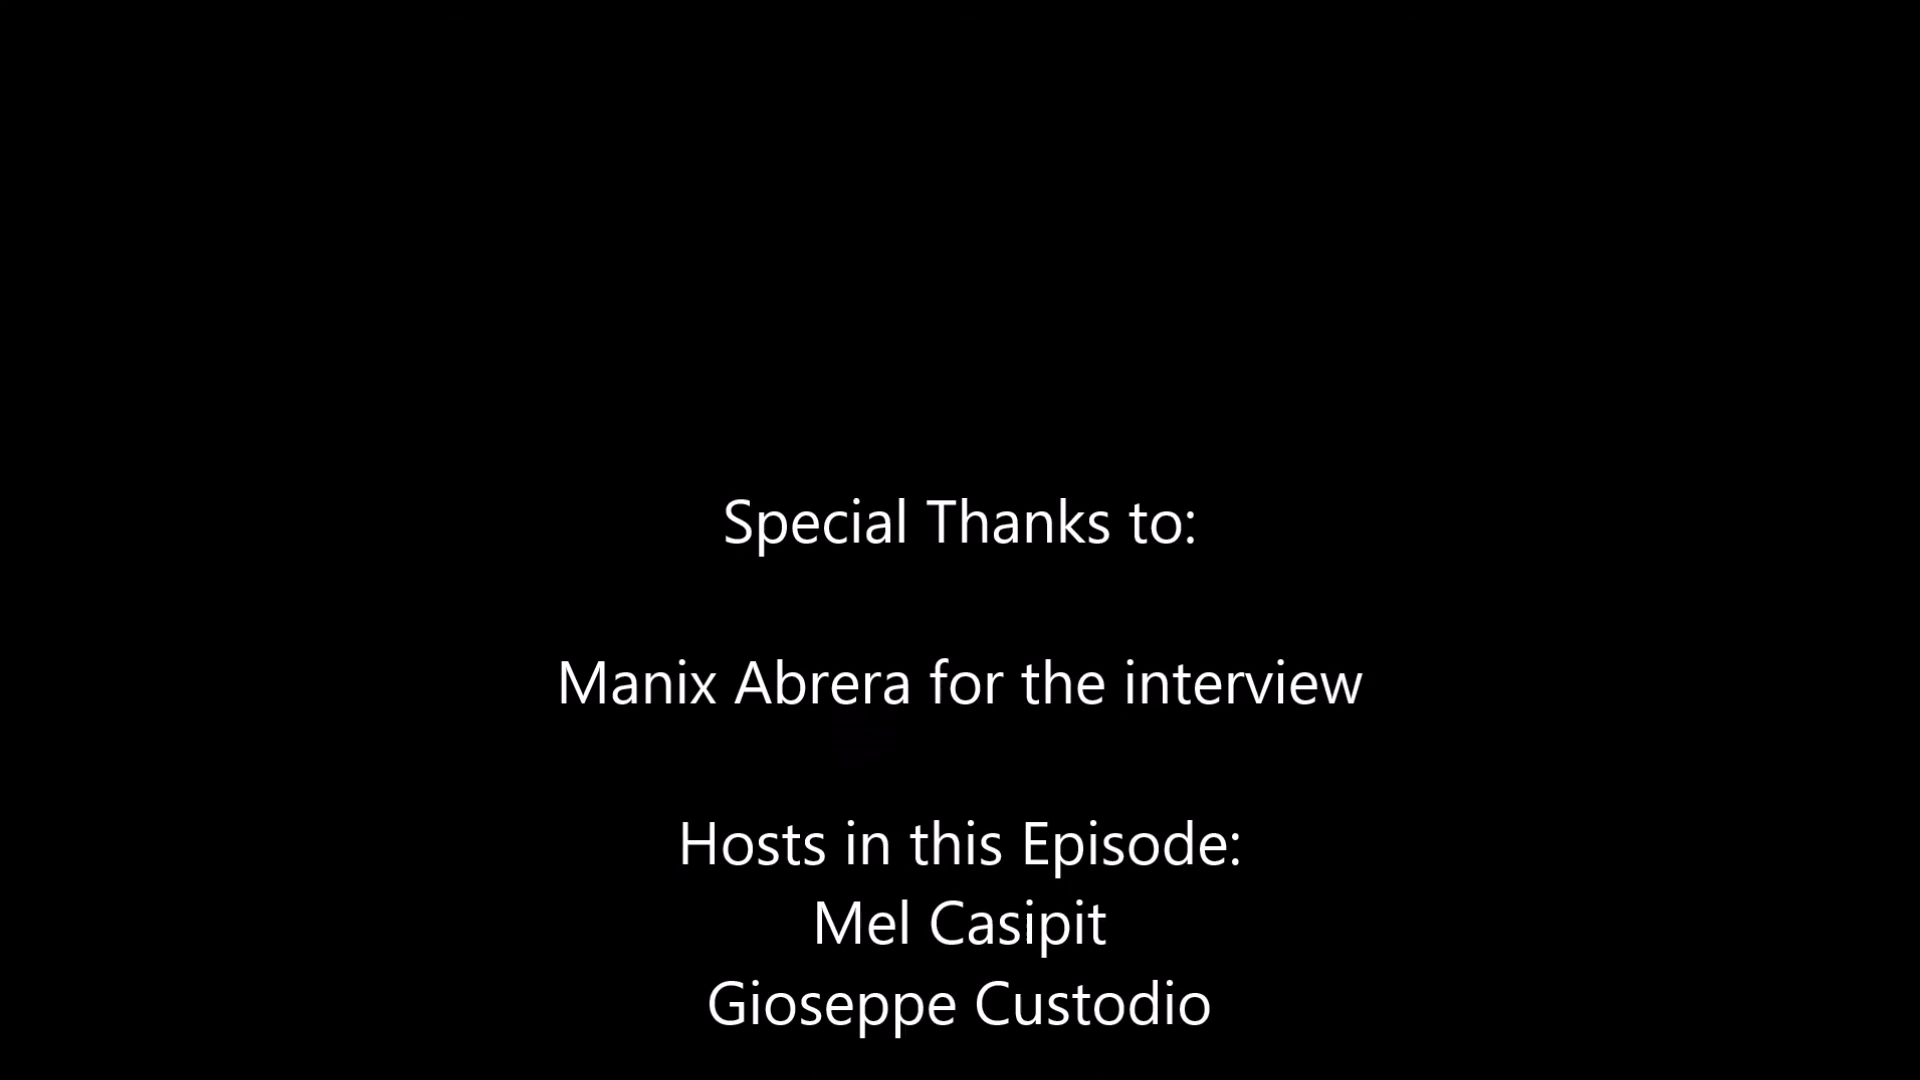 Special Thanks to:
Manix Abrera for the interview
Hosts in this Episode:
Mel Casipit
Gioseppe Custodio